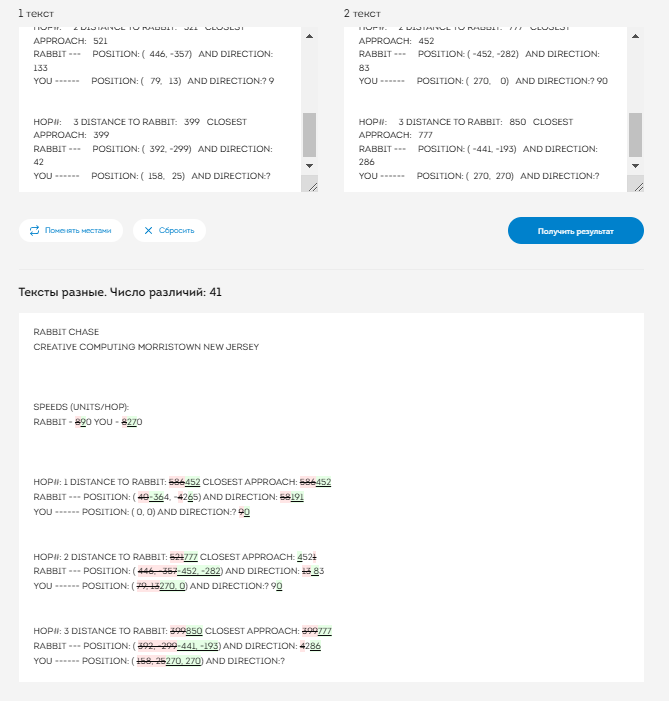 1 текст
HOP#: 2 DISTANCE TO RABBIT: 521 CLOSEST
APPROACH: 521
RABBIT --- POSITION: ( 446, -357) AND DIRECTION:
133
YOU ------ POSITION: ( 79, 13) AND DIRECTION:? 9
HOP#: 3 DISTANCE TO RABBIT: 399 CLOSEST
APPROACH: 399
RABBIT --- POSITION: ( 392, -299) AND DIRECTION:
42
YOU ------ POSITION: ( 158, 25) AND DIRECTION:?
2 текст
HOP#: 2 DISTANCE TO RABBIT: 777 CLOSEST
APPROACH: 452
RABBIT --- POSITION: ( -452, -282) AND DIRECTION:
83
YOU ------ POSITION: ( 270, 0) AND DIRECTION:? 90
HOP#: 3 DISTANCE TO RABBIT: 850 CLOSEST
APPROACH: 777
RABBIT --- POSITION: ( -441, -193) AND DIRECTION:
286
YOU ------ POSITION: ( 270, 270) AND DIRECTION:?
Поменять местами
Сбросить
Получить результат
Тексты разные. Число различий: 41
RABBIT CHASE
CREATIVE COMPUTING MORRISTOWN NEW JERSEY
SPEEDS (UNITS/HOP):
RABBIT - 890 YOU - 8270
HOP#: 1 DISTANCE TO RABBIT: 586452 CLOSEST APPROACH: 586452
RABBIT --- POSITION: ( 40-364, -4265) AND DIRECTION: 58191
YOU ------ POSITION: ( 0, 0) AND DIRECTION:? 90
HOP#: 2 DISTANCE TO RABBIT: 521777 CLOSEST APPROACH: 4521
RABBIT --- POSITION: ( 446, -357-452, -282) AND DIRECTION: 13 83
YOU ------ POSITION: ( 79, 13270, 0) AND DIRECTION:? 90
HOP#: 3 DISTANCE TO RABBIT: 399850 CLOSEST APPROACH: 399777
RABBIT --- POSITION: ( 392, -299-441, -193) AND DIRECTION: 4286
YOU ------ POSITION: ( 158, 25270, 270) AND DIRECTION:?